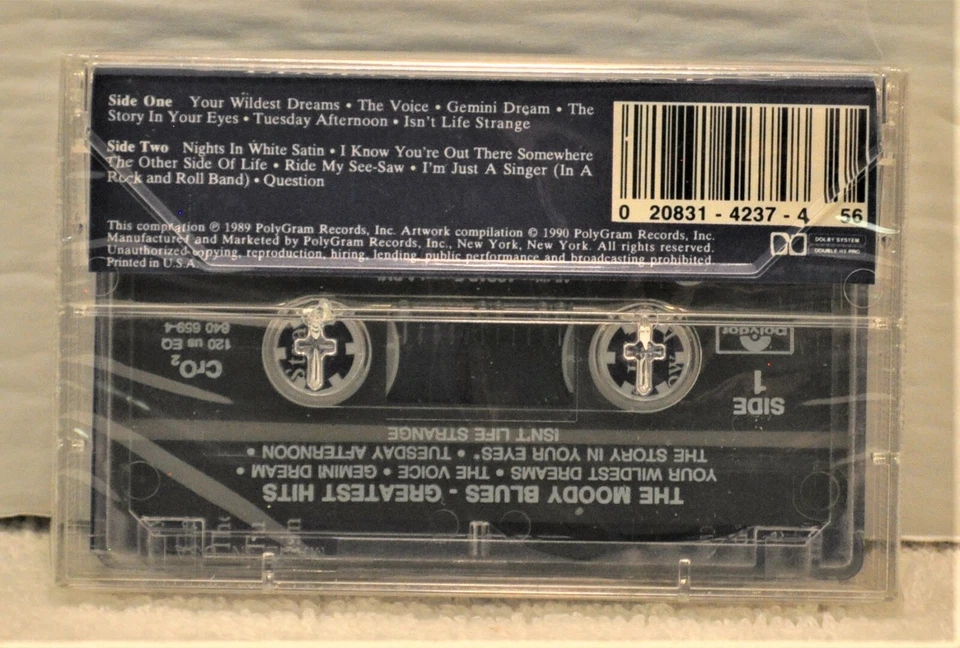 Side One Your Wildest Dreams • The Voice • Gemini Dream • The
Story In Your Eyes • Tuesday Afternoon • Isn't Life Strange
Side Two Nights In White Satin • I Know You're Out There Somewhere
The Other Side Of Life • Ride My See-Saw • I'm Just A Singer (In A
Rock and Roll Band) • Question
This compilation ℗ 1989 PolyGram Records, Inc. Artwork compilation © 1990 PolyGram Records, Inc.
Manufactured and Marketed by PolyGram Records, Inc., New York, New York. All rights reserved.
Unauthorized copying, reproduction, hiring, lending, public performance and broadcasting prohibited.
Printed in U.S.A.
0 20831 - 4237 - 4 56
DOLBY SYSTEM
DOUBLE HX PRO
THE MOODY BLUES - GREATEST HITS
YOUR WILDEST DREAMS • THE VOICE • GEMINI DREAM •
THE STORY IN YOUR EYES* • TUESDAY AFTERNOON •
ISN'T LIFE STRANGE
SIDE
1
CrO2
120 us EQ
840 659-4
Polydor